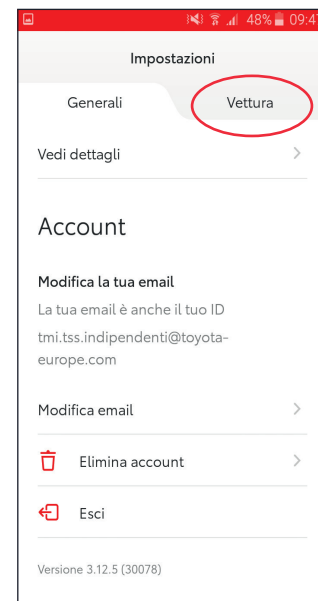 48% 09:47
Impostazioni
Generali Vettura
Vedi dettagli
Account
Modifica la tua email
La tua email è anche il tuo ID
tmi.tss.indipendenti@toyota-
europe.com
Modifica email
Elimina account
Esci
Versione 3.12.5 (30078)